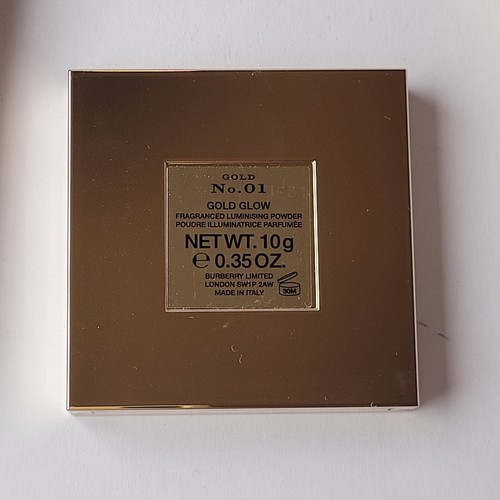 GOLD
No.01
GOLD GLOW
FRAGRANCED LUMINISING POWDER
POUDRE ILLUMINATRICE PARFUMÉE
NET WT. 10g
℮ 0.35 OZ.
BURBERRY LIMITED
LONDON SW1P 2AW
MADE IN ITALY
30M